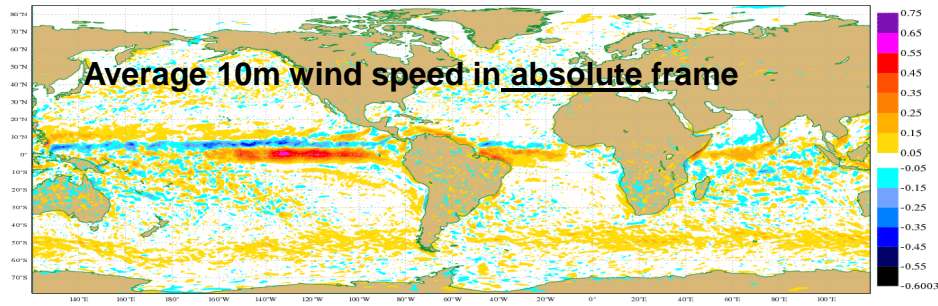 Average 10m wind speed in absolute frame
80°N
70°N
60°N
50°N
40°N
30°N
20°N
10°N
0°
10°S
20°S
30°S
40°S
50°S
60°S
70°S
140°E 160°E 180°E 160°W 140°W 120°W 100°W 80°W 60°W 40°W 20°W 0° 20°E 40°E 60°E 80°E 100°E
0.75
0.65
0.55
0.45
0.35
0.25
0.15
0.05
-0.05
-0.15
-0.25
-0.35
-0.45
-0.55
-0.6003